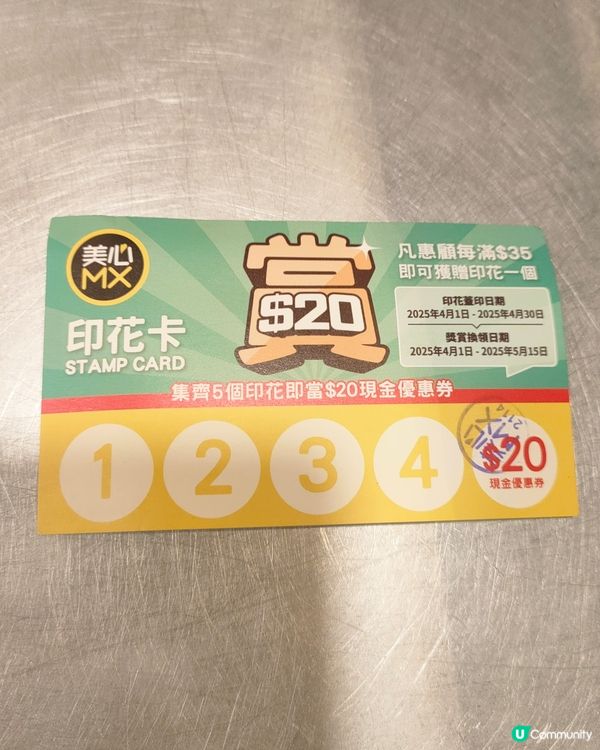 美心
MX
印花卡
STAMP CARD
賞
$20
凡惠顧每滿$35
即可獲贈印花一個
印花蓋印日期
2025年4月1日 - 2025年4月30日
獎賞換領日期
2025年4月1日 - 2025年5月15日
集齊5個印花即當$20現金優惠券
1 2 3 4 $20
現金優惠券
MX
2114
U Community